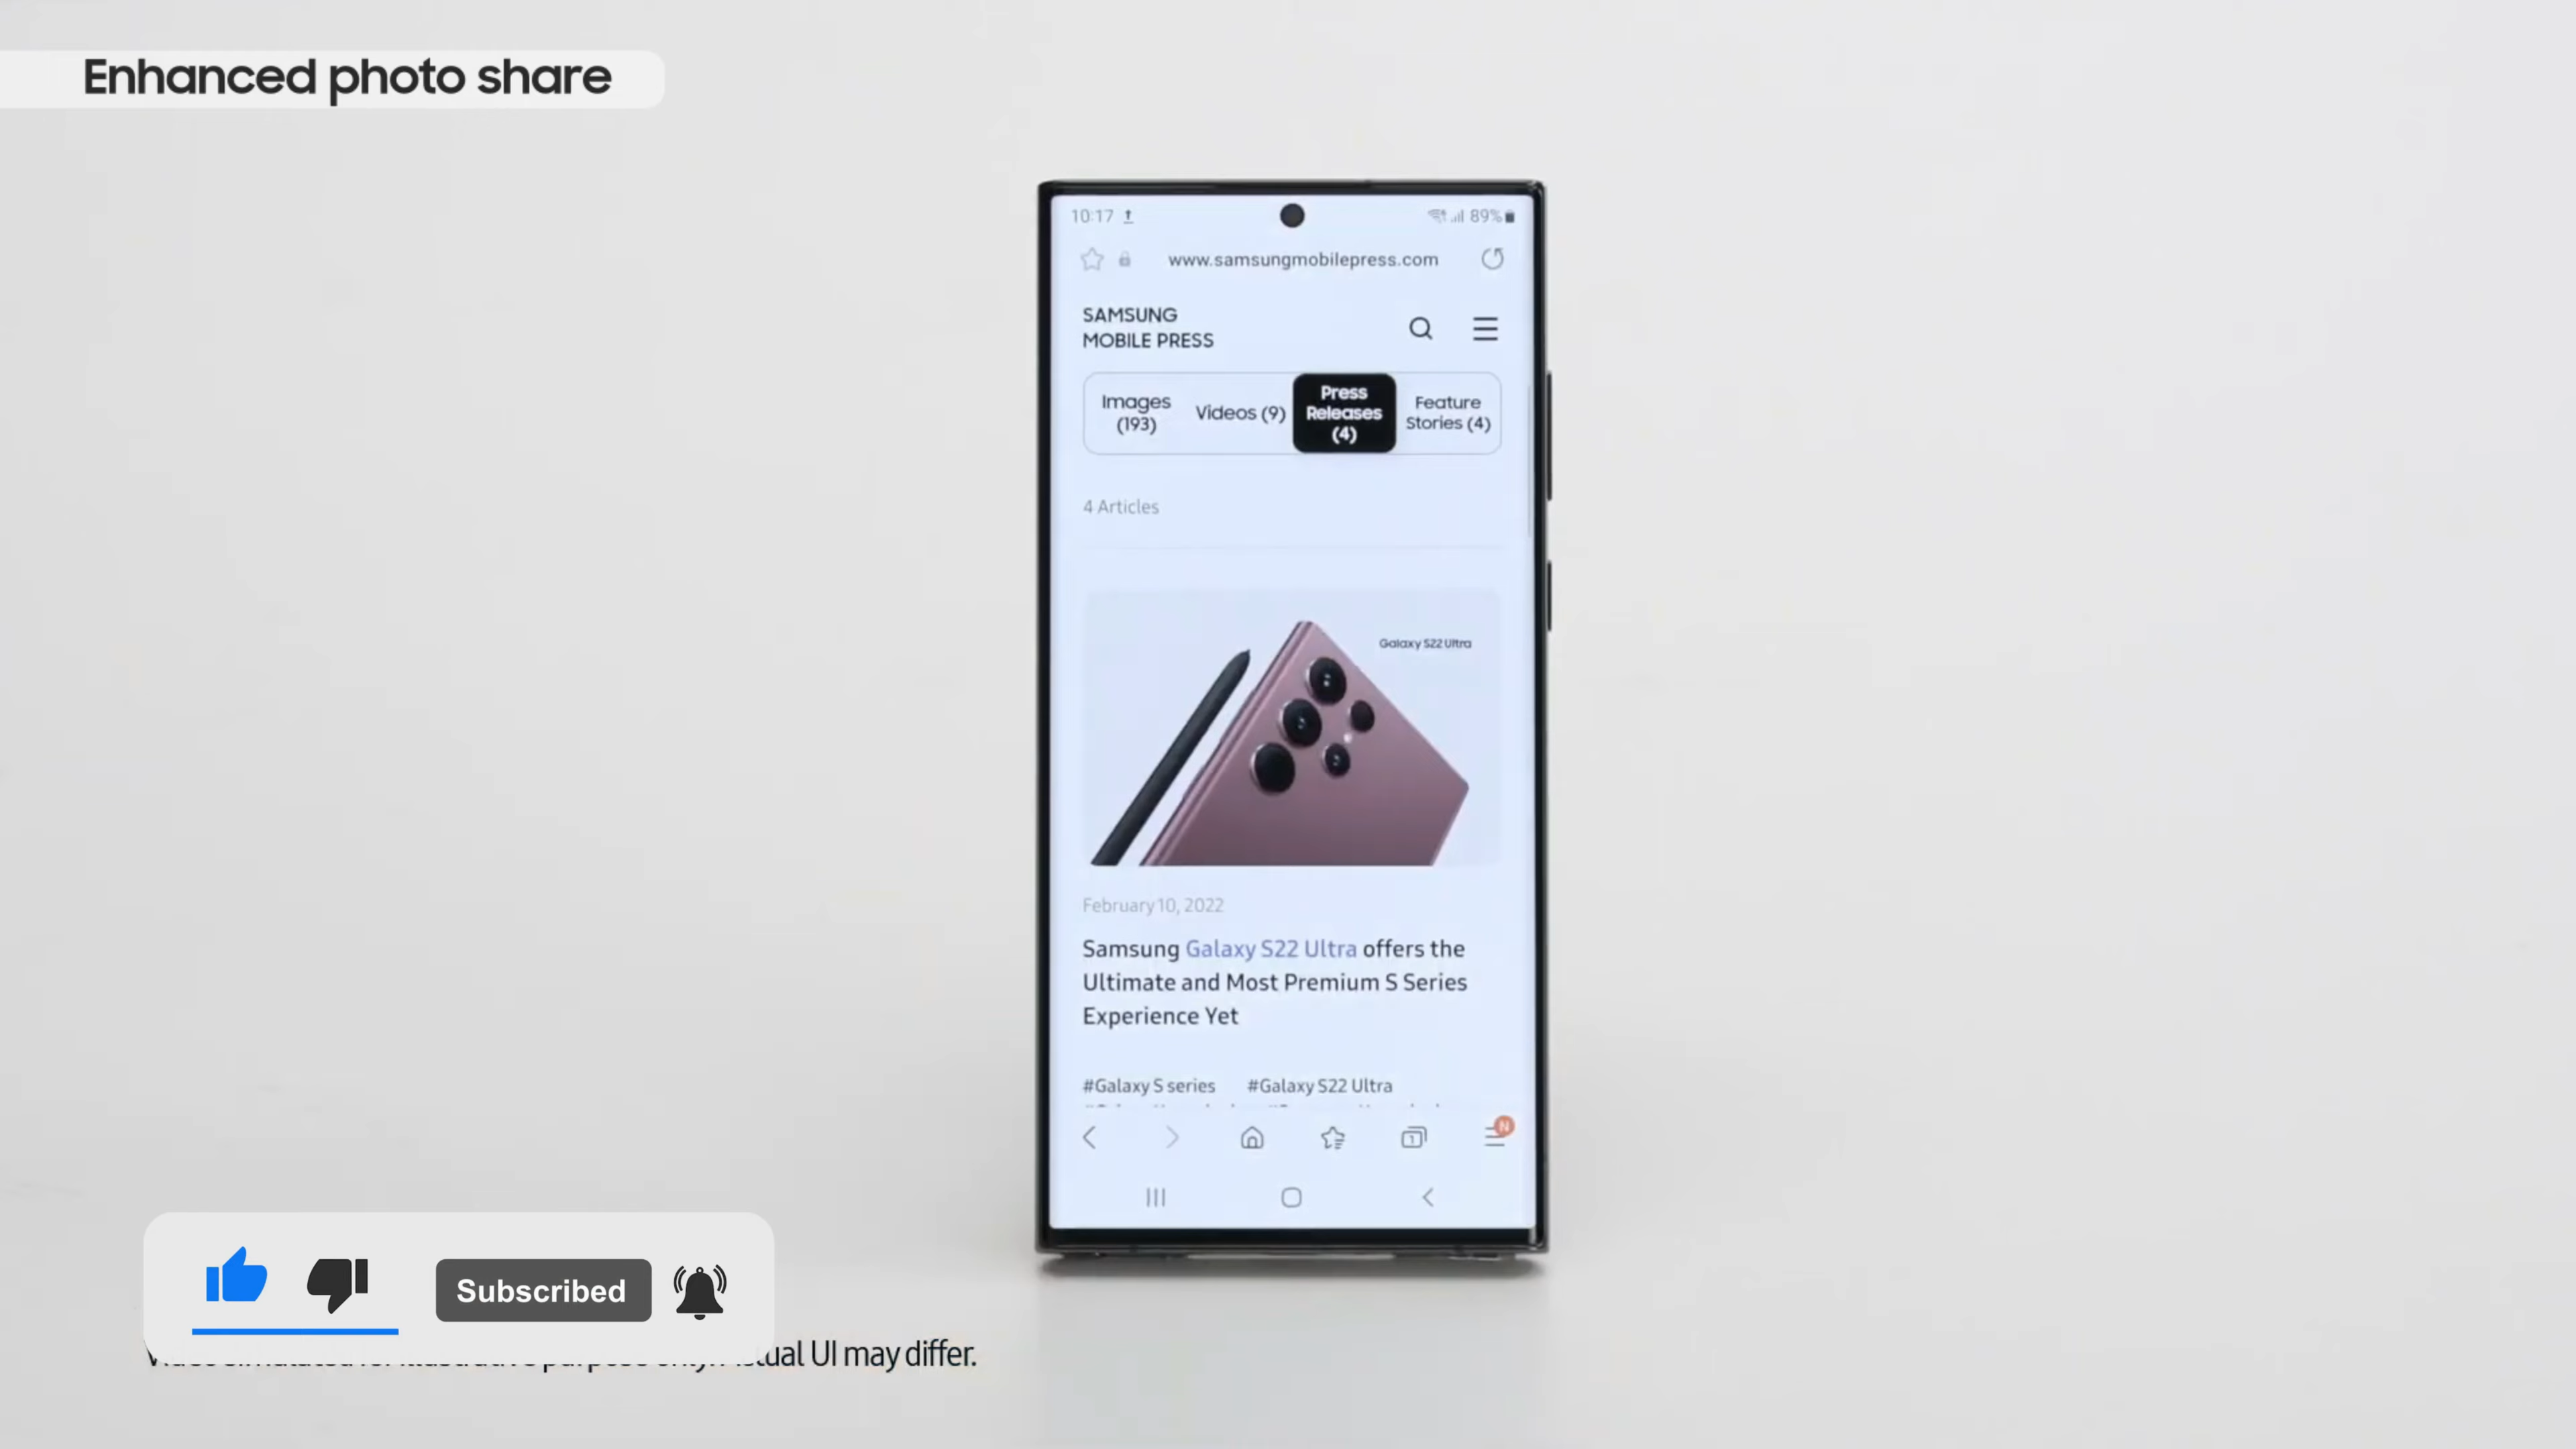 Enhanced photo share
10:17
89%
www.samsungmobilepress.com
SAMSUNG
MOBILE PRESS
Images
(193)
Videos (9)
Press
Releases
(4)
Feature
Stories (4)
4 Articles
Galaxy S22 Ultra
February 10, 2022
Samsung Galaxy S22 Ultra offers the
Ultimate and Most Premium S Series
Experience Yet
#Galaxy S series #Galaxy S22 Ultra
1
N
Subscribed
UI may differ.